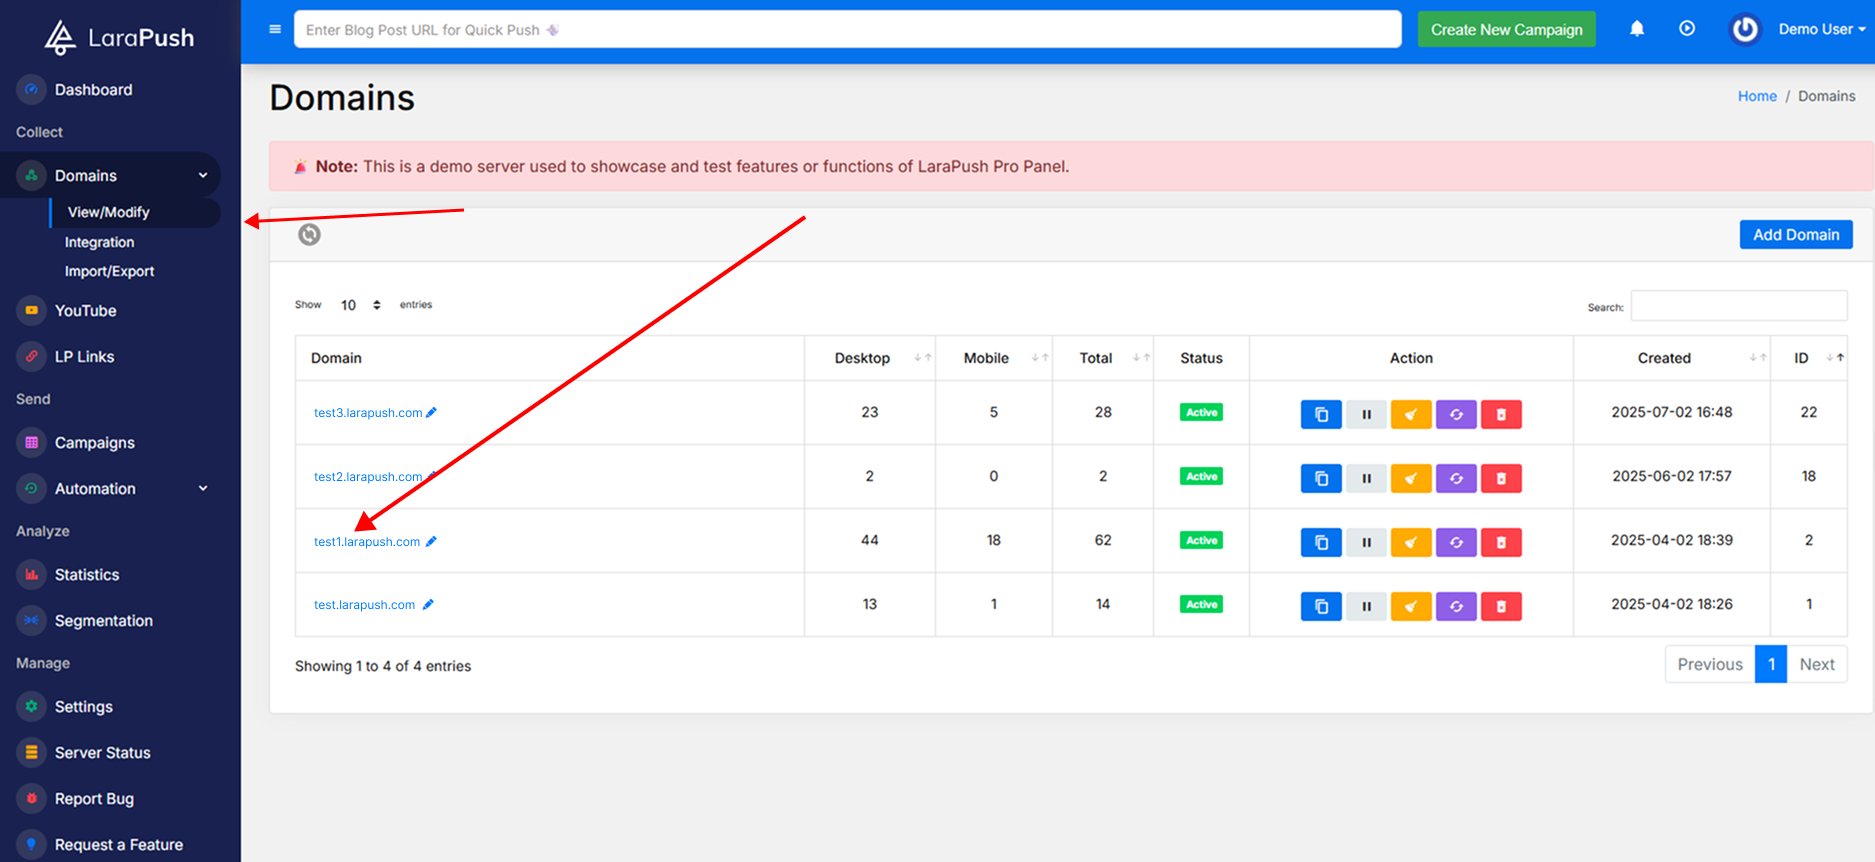 LaraPush
Enter Blog Post URL for Quick Push
Create New Campaign
Demo User
Dashboard
Collect
Domains
View/Modify
Integration
Import/Export
YouTube
LP Links
Send
Campaigns
Automation
Analyze
Statistics
Segmentation
Manage
Settings
Server Status
Report Bug
Request a Feature
Domains
Home / Domains
Note: This is a demo server used to showcase and test features or functions of LaraPush Pro Panel.
Add Domain
Show 10 entries
Search:
Domain Desktop Mobile Total Status Action Created ID
test3.larapush.com 23 5 28 Active 2025-07-02 16:48 22
test2.larapush.com 2 0 2 Active 2025-06-02 17:57 18
test1.larapush.com 44 18 62 Active 2025-04-02 18:39 2
test.larapush.com 13 1 14 Active 2025-04-02 18:26 1
Showing 1 to 4 of 4 entries
Previous 1 Next